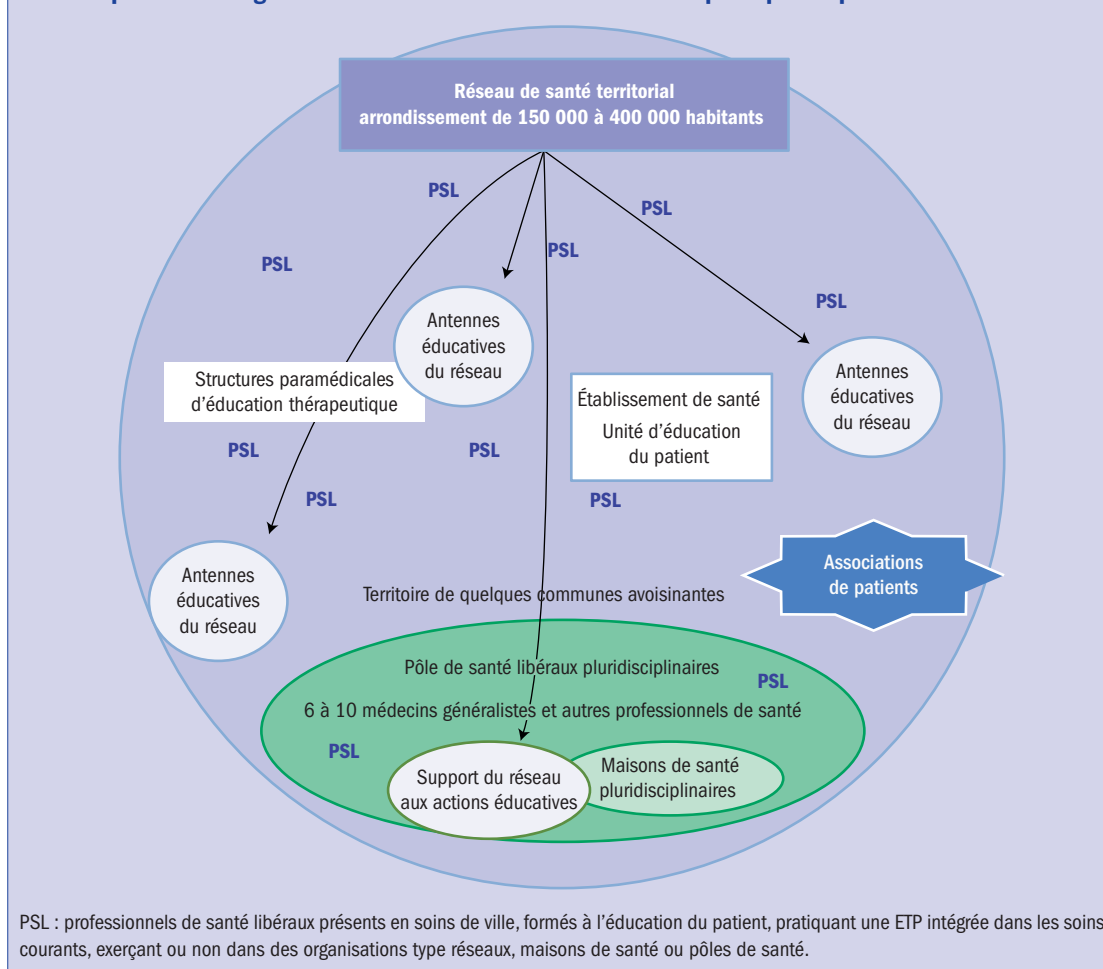 Réseau de santé territorial
arrondissement de 150 000 à 400 000 habitants
PSL
PSL
PSL
PSL
PSL
Antennes
éducatives
du réseau
Antennes
éducatives
du réseau
Structures paramédicales
d'éducation thérapeutique
Établissement de santé
Unité d'éducation
du patient
PSL
PSL
PSL
PSL
Antennes
éducatives
du réseau
Associations
de patients
Territoire de quelques communes avoisinantes
Pôle de santé libéraux pluridisciplinaires
PSL
6 à 10 médecins généralistes et autres professionnels de santé
PSL
Support du réseau
aux actions éducatives
Maisons de santé
pluridisciplinaires
PSL : professionnels de santé libéraux présents en soins de ville, formés à l'éducation du patient, pratiquant une ETP intégrée dans les soins
courants, exerçant ou non dans des organisations type réseaux, maisons de santé ou pôles de santé.